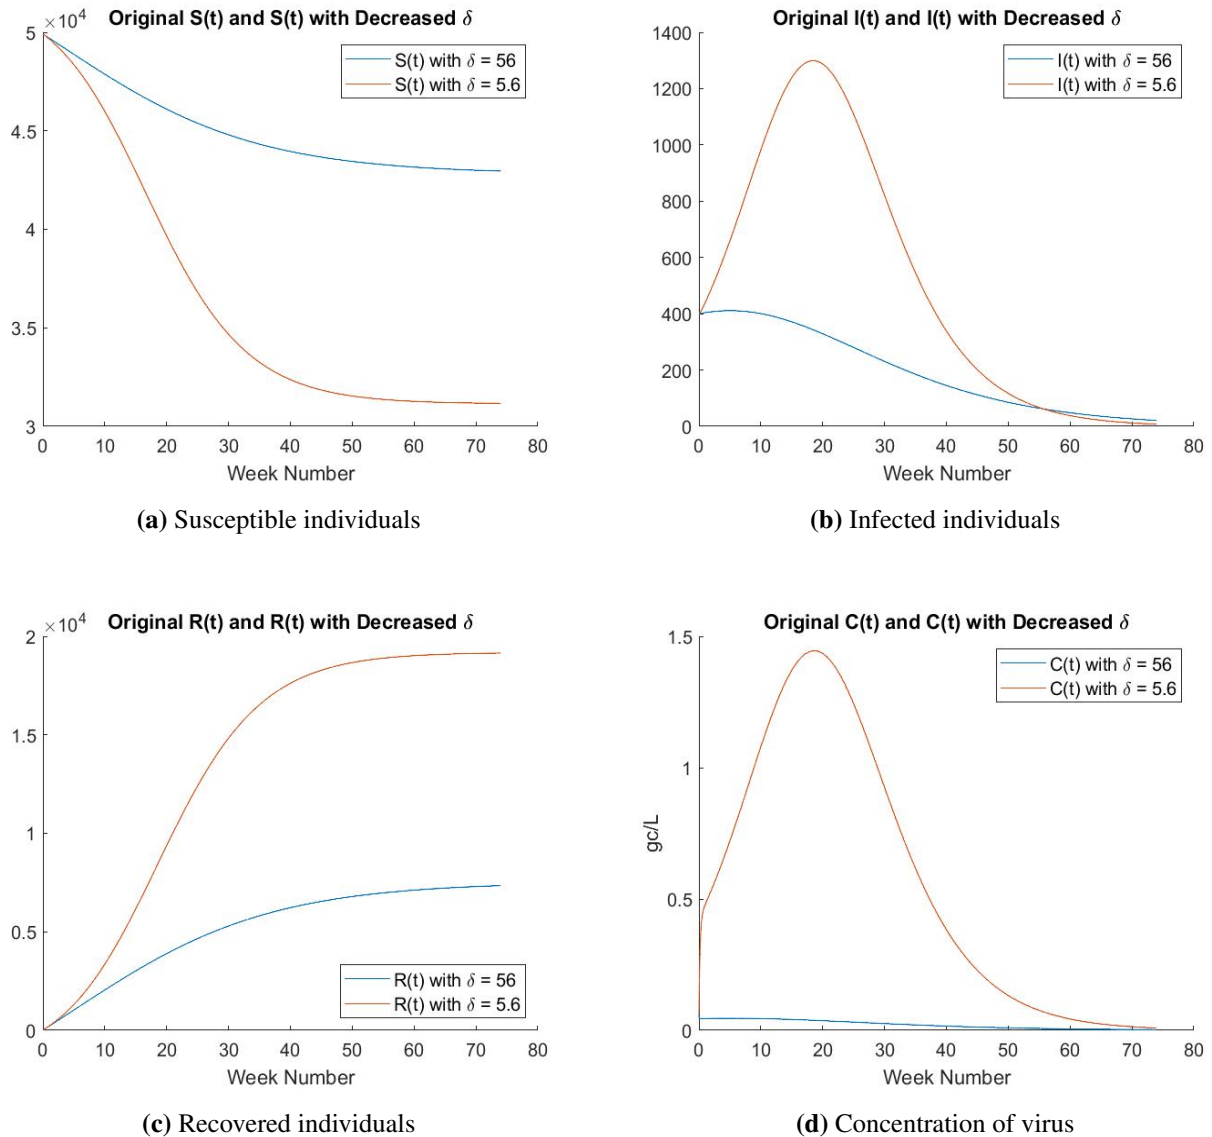 Original S(t) and S(t) with Decreased δ
×10⁴
S(t) with δ = 56
S(t) with δ = 5.6
5
4.5
4
3.5
3
0 10 20 30 40 50 60 70 80
Week Number
(a) Susceptible individuals
Original I(t) and I(t) with Decreased δ
I(t) with δ = 56
I(t) with δ = 5.6
1400
1200
1000
800
600
400
200
0
0 10 20 30 40 50 60 70 80
Week Number
(b) Infected individuals
Original R(t) and R(t) with Decreased δ
×10⁴
2
1.5
1
0.5
0
R(t) with δ = 56
R(t) with δ = 5.6
0 10 20 30 40 50 60 70 80
Week Number
(c) Recovered individuals
Original C(t) and C(t) with Decreased δ
C(t) with δ = 56
C(t) with δ = 5.6
1.5
1
0.5
0
gc/L
0 10 20 30 40 50 60 70 80
Week Number
(d) Concentration of virus